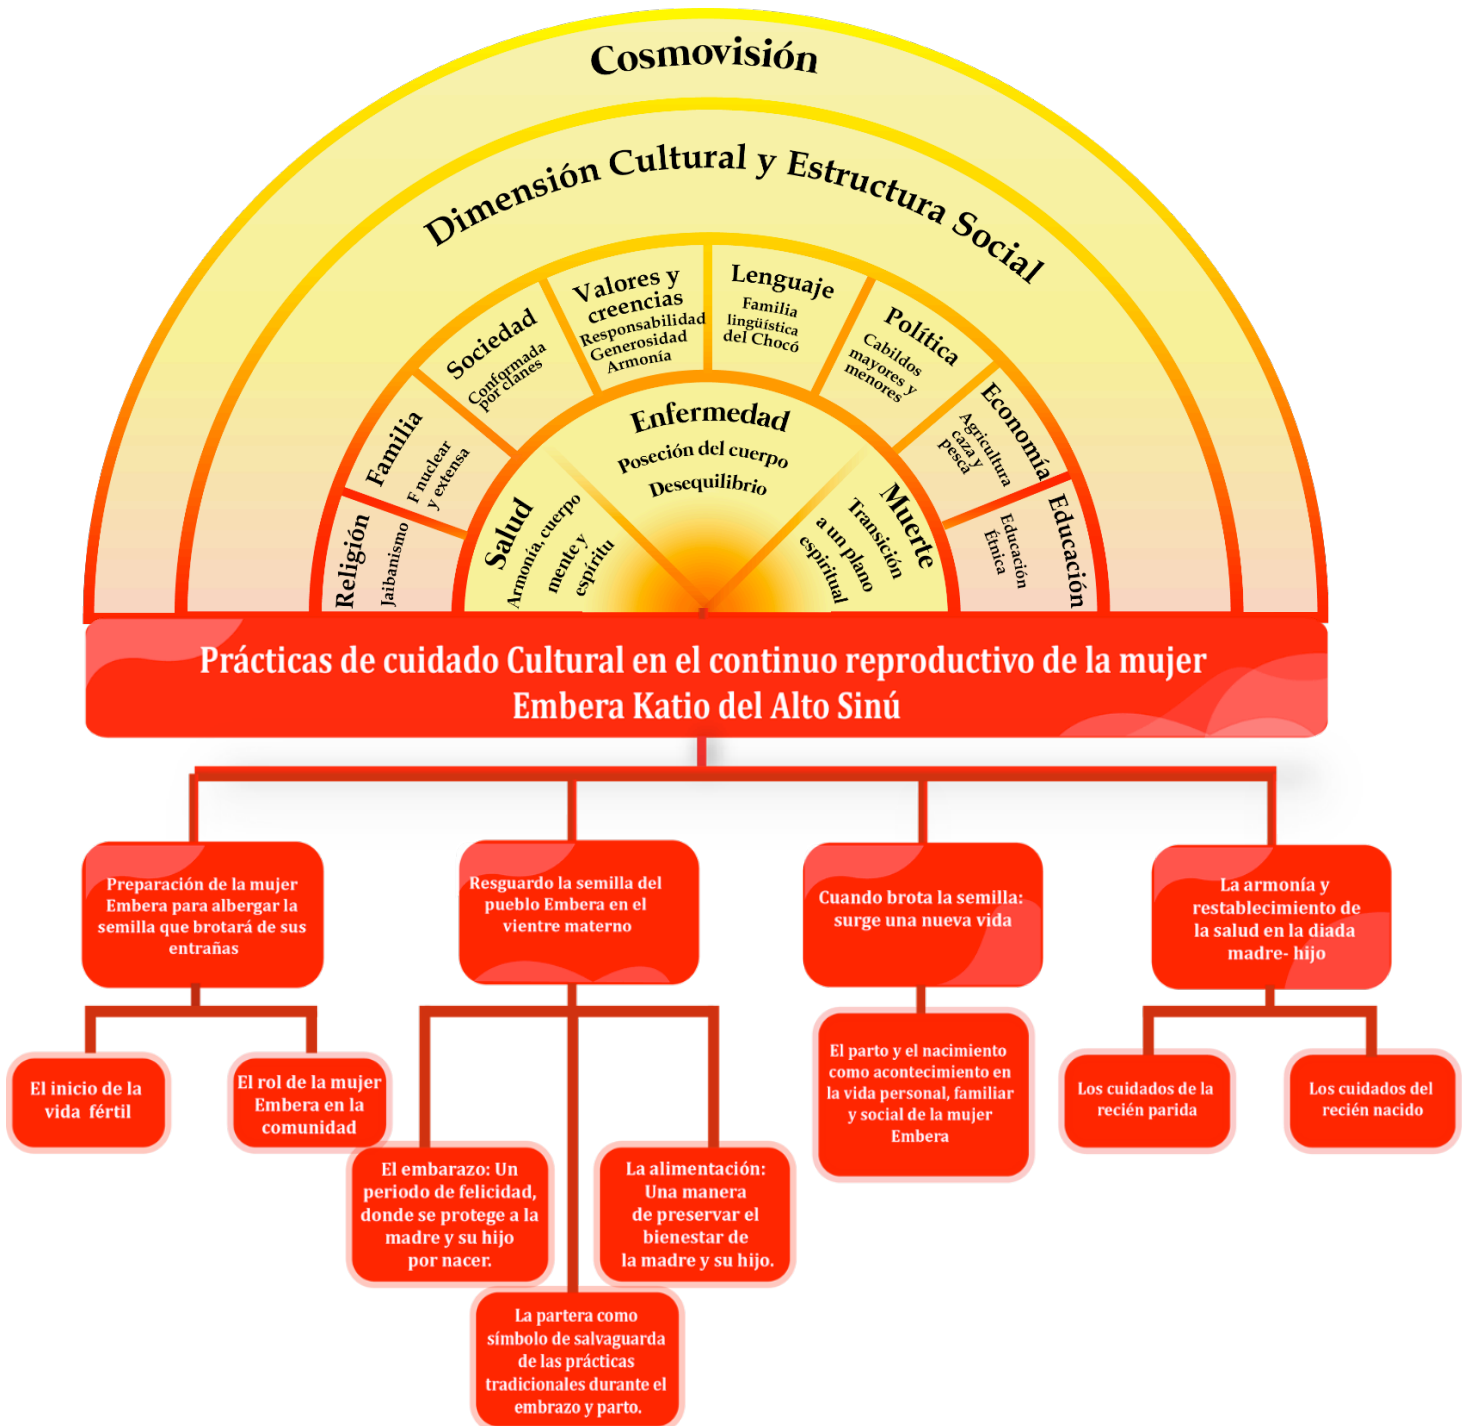 Cosmovisión
Dimensión Cultural y Estructura Social
Religión
Jaibanismo
Familia
F nuclear
y extensa
Sociedad
Conformada
por clanes
Valores y
creencias
Responsabilidad
Generosidad
Armonía
Lenguaje
Familia
lingüística
del Chocó
Política
Cabildos
mayores y
menores
Economía
Agricultura
caza y
pesca
Educación
Educación
Étnica
Salud
Armonía, cuerpo
mente y
espíritu
Enfermedad
Poseción del cuerpo
Desequilibrio
Muerte
Transición
a un plano
espiritual
Prácticas de cuidado Cultural en el continuo reproductivo de la mujer
Embera Katio del Alto Sinú
Preparación de la mujer
Embera para albergar la
semilla que brotará de sus
entrañas
Resguardo la semilla del
pueblo Embera en el
vientre materno
Cuando brota la semilla:
surge una nueva vida
La armonía y
restablecimiento de
la salud en la diada
madre- hijo
El inicio de la
vida fértil
El rol de la mujer
Embera en la
comunidad
El embarazo: Un
periodo de felicidad,
donde se protege a la
madre y su hijo
por nacer.
La partera como
símbolo de salvaguarda
de las prácticas
tradicionales durante el
embrazo y parto.
La alimentación:
Una manera
de preservar el
bienestar de
la madre y su hijo.
El parto y el nacimiento
como acontecimiento en
la vida personal, familiar
y social de la mujer
Embera
Los cuidados de la
recién parida
Los cuidados del
recién nacido